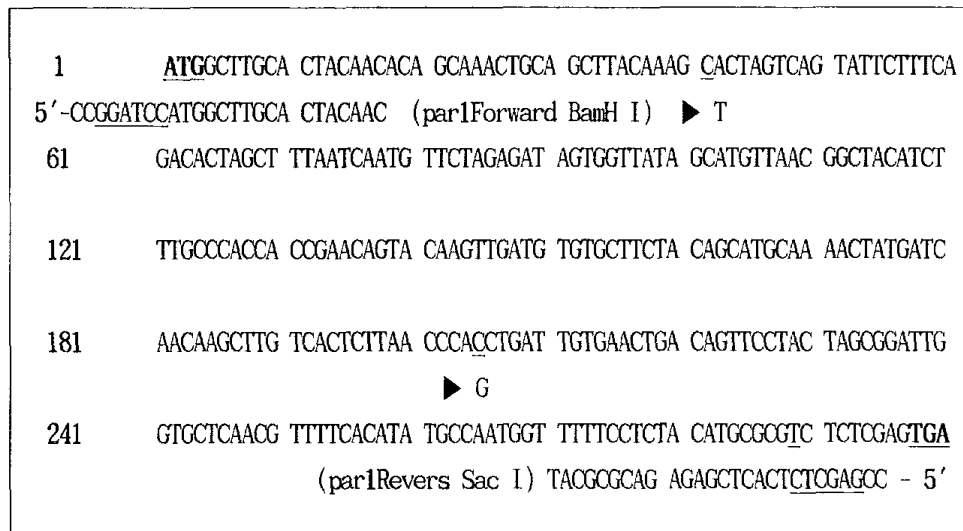 1 ATGGCTTGCA CTACAACACA GCAAACTGCA GCTTACAAAG CACTAGTCAG TATTCTTTCA
5′-CCGGATCCATGGCTTGCA CTACAAC (par1Forward BamH I) ▶ T
61 GACACTAGCT TTAATCAATG TTCTAGAGAT AGTGGTTATA GCATGTTAAC GGCTACATCT
121 TTGCCCACCA CCGAACAGTA CAAGTTGATG TGTGCTTCTA CAGCATGCAA AACTATGATC
181 AACAAGCTTG TCACTCTTAA CCCACCTGAT TGTGAACTGA CAGTTCCTAC TAGCGGATTG
▶ G
241 GTGCTCAACG TTTTCACATA TGCCAATGGT TTTTCCTCTA CATGCGCGTC TCTCGAGTGA
(par1Revers Sac I) TACGCGCAG AGAGCTCACTCTCGAGCC - 5′